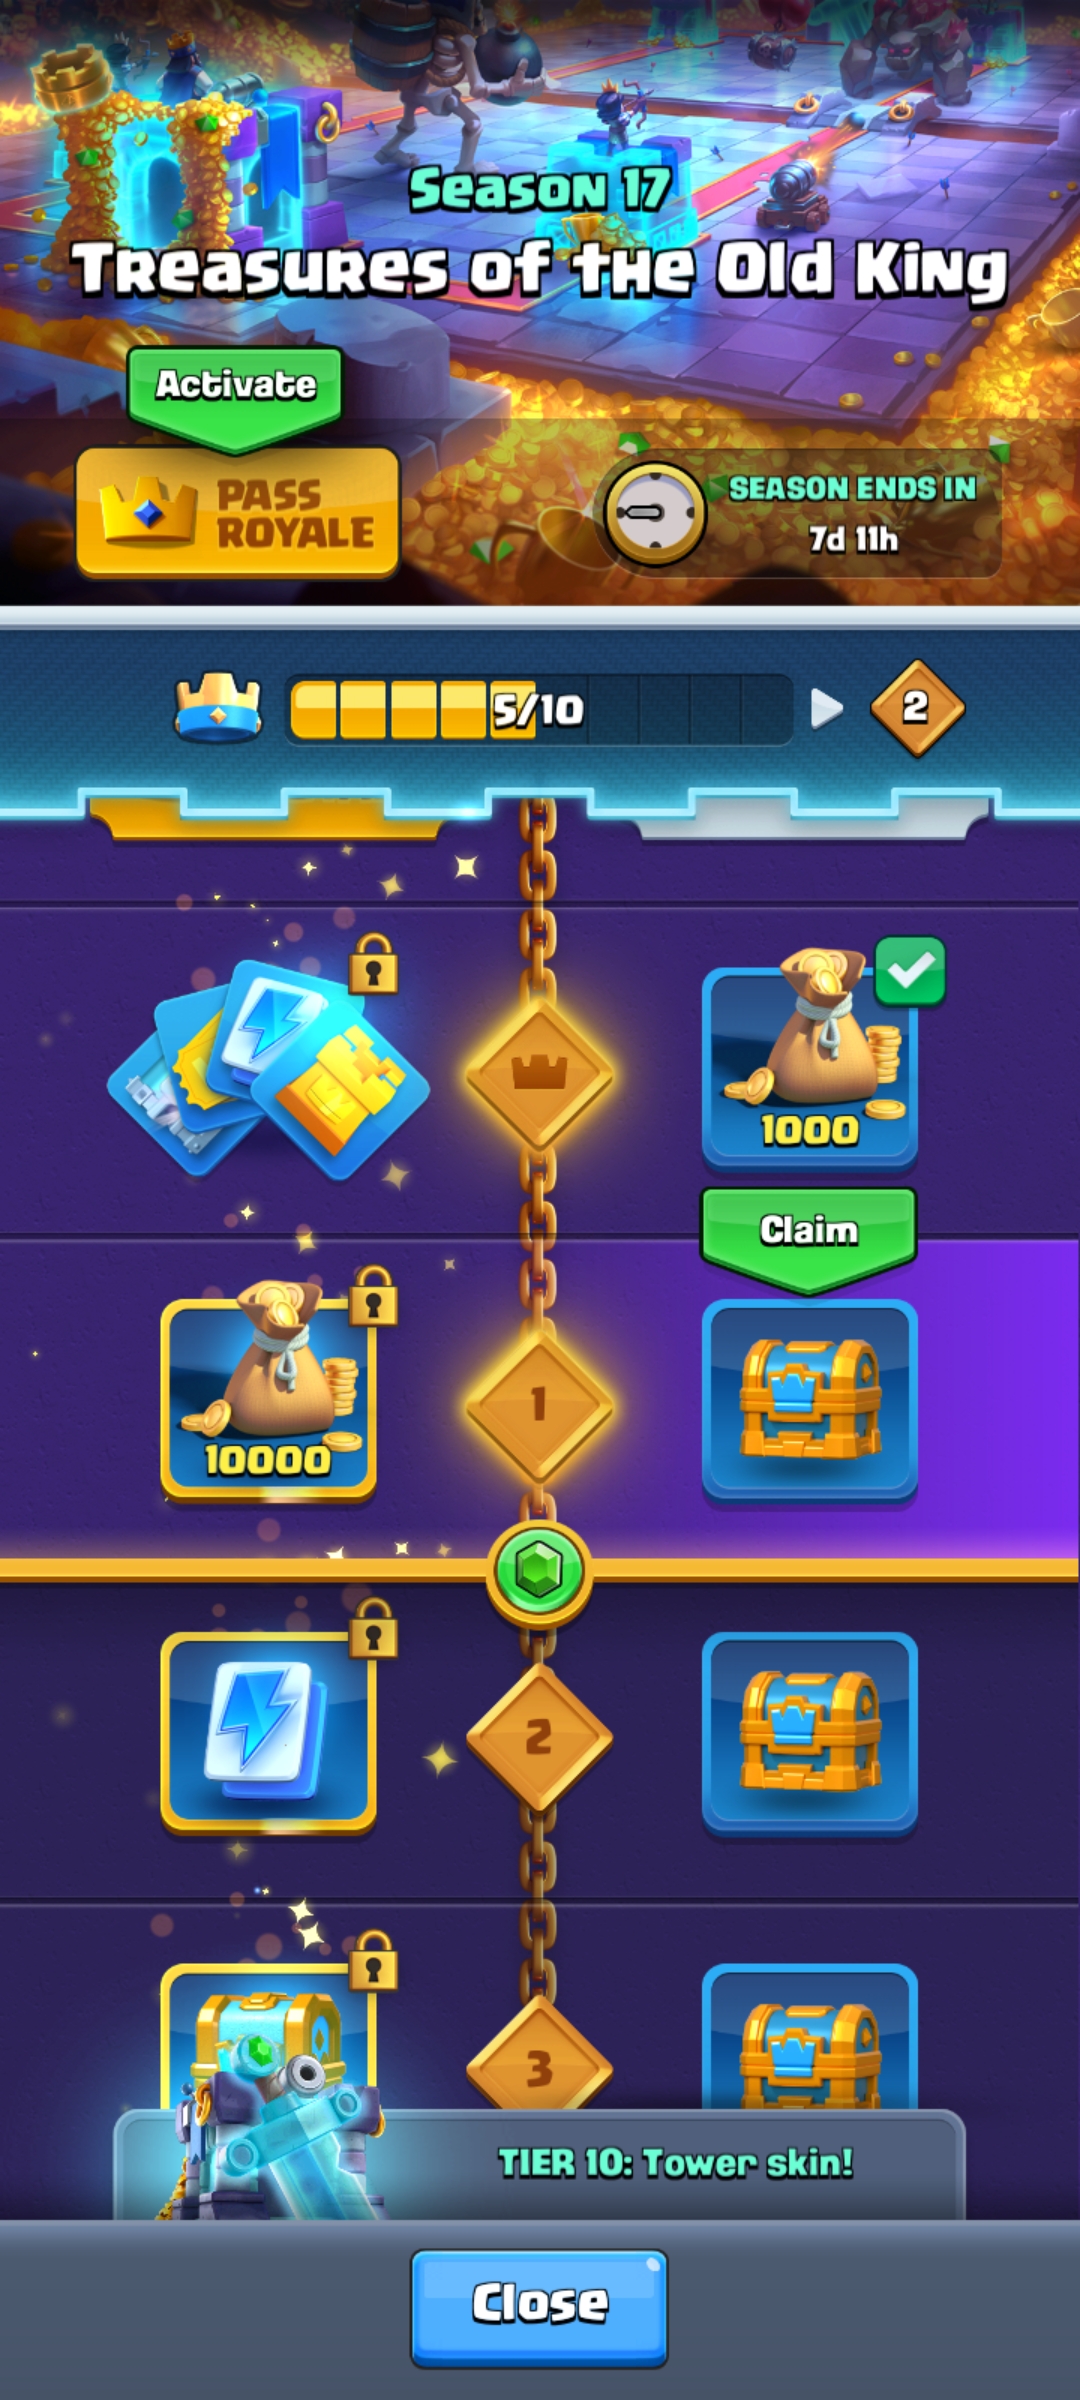 Season 17
Treasures of the Old King
Activate
PASS
ROYALE
SEASON ENDS IN
7d 11h
5/10
2
1000
Claim
10000
1
2
3
TIER 10: Tower skin!
Close